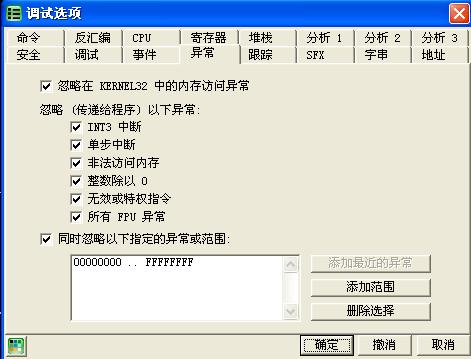 调试选项
命令 反汇编 CPU 寄存器 堆栈 分析 1 分析 2 分析 3
安全 调试 事件 异常 跟踪 SFX 字串 地址
忽略在 KERNEL32 中的内存访问异常
忽略 (传递给程序) 以下异常:
INT3 中断
单步中断
非法访问内存
整数除以 0
无效或特权指令
所有 FPU 异常
同时忽略以下指定的异常或范围:
00000000 .. FFFFFFFF
添加最近的异常
添加范围
删除选择
确定 撤消 取消